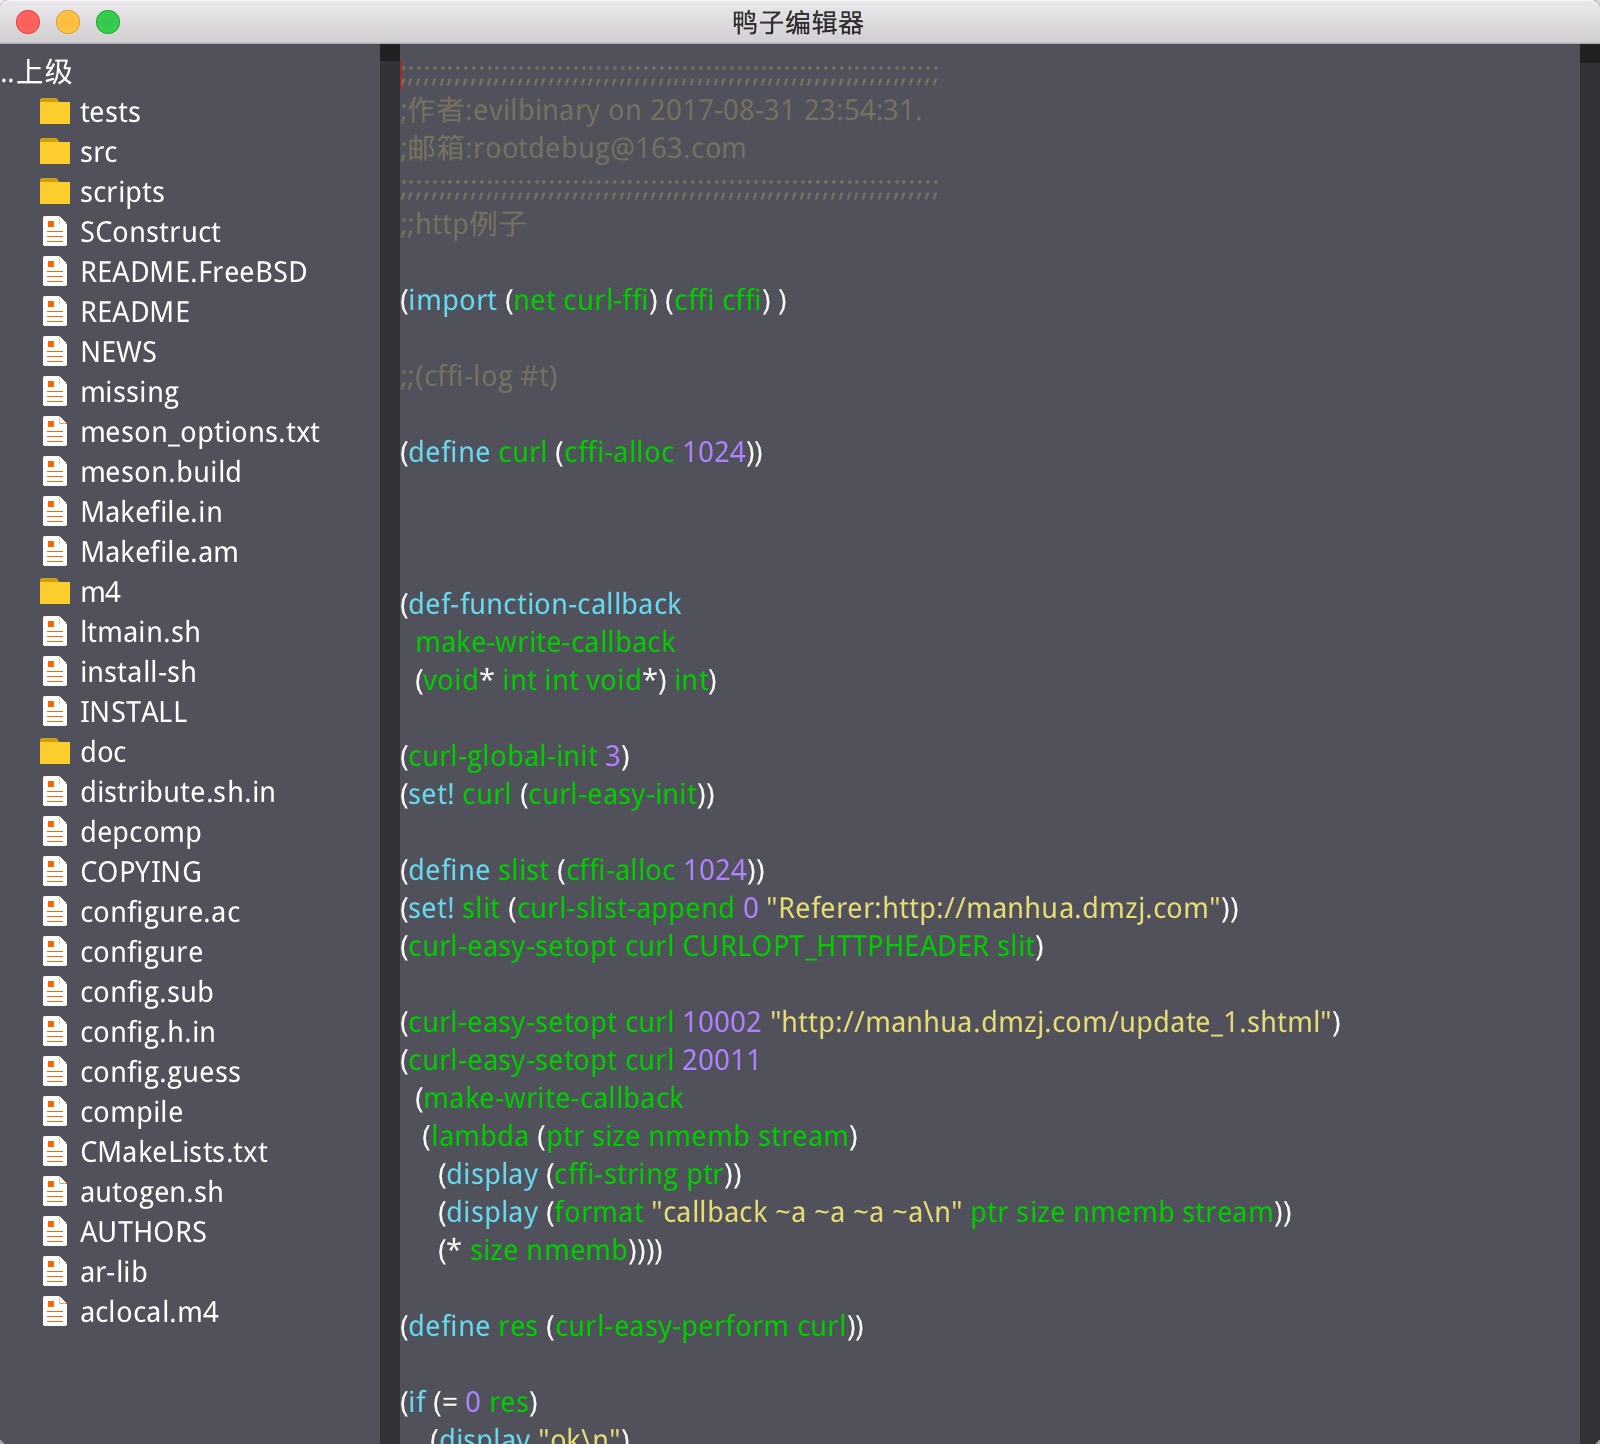 鸭子编辑器
..上级
tests
src
scripts
SConstruct
README.FreeBSD
README
NEWS
missing
meson_options.txt
meson.build
Makefile.in
Makefile.am
m4
ltmain.sh
install-sh
INSTALL
doc
distribute.sh.in
depcomp
COPYING
configure.ac
configure
config.sub
config.h.in
config.guess
compile
CMakeLists.txt
autogen.sh
AUTHORS
ar-lib
aclocal.m4
;;;;;;;;;;;;;;;;;;;;;;;;;;;;;;;;;;;;;;;;;;;;;;;;;;;;;;;;;;;;;;;;;;;;
;作者:evilbinary on 2017-08-31 23:54:31.
;邮箱:rootdebug@163.com
;;;;;;;;;;;;;;;;;;;;;;;;;;;;;;;;;;;;;;;;;;;;;;;;;;;;;;;;;;;;;;;;;;;;
;;http例子
(import (net curl-ffi) (cffi cffi) )
;;(cffi-log #t)
(define curl (cffi-alloc 1024))
(def-function-callback
  make-write-callback
  (void* int int void*) int)
(curl-global-init 3)
(set! curl (curl-easy-init))
(define slist (cffi-alloc 1024))
(set! slit (curl-slist-append 0 "Referer:http://manhua.dmzj.com"))
(curl-easy-setopt curl CURLOPT_HTTPHEADER slit)
(curl-easy-setopt curl 10002 "http://manhua.dmzj.com/update_1.shtml")
(curl-easy-setopt curl 20011
  (make-write-callback
   (lambda (ptr size nmemb stream)
     (display (cffi-string ptr))
     (display (format "callback ~a ~a ~a ~a\n" ptr size nmemb stream))
     (* size nmemb))))
(define res (curl-easy-perform curl))
(if (= 0 res)
    (display "ok\n")